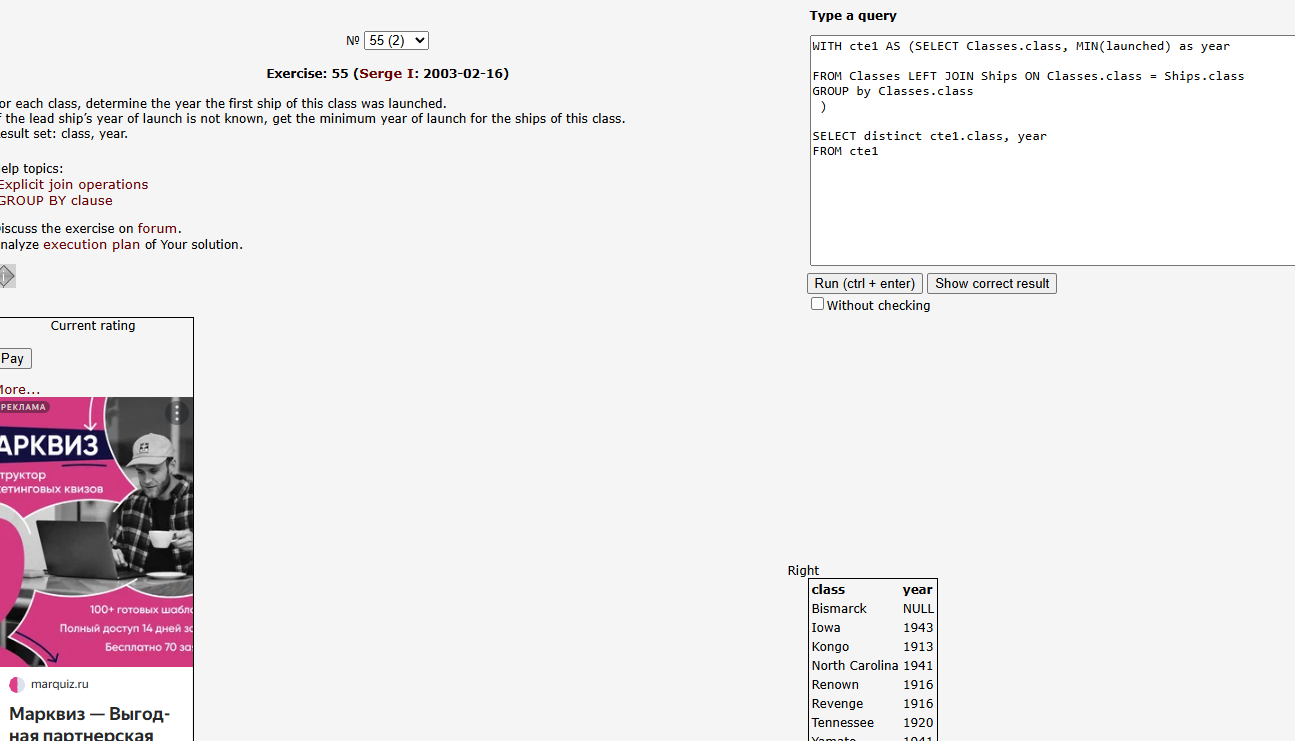 № 55 (2)
Exercise: 55 (Serge I: 2003-02-16)
or each class, determine the year the first ship of this class was launched.
f the lead ship’s year of launch is not known, get the minimum year of launch for the ships of this class.
esult set: class, year.
elp topics:
Explicit join operations
GROUP BY clause
iscuss the exercise on forum.
nalyze execution plan of Your solution.
Current rating
Pay
More...
РЕКЛАМА
АРКВИЗ
труктор
кетинговых квизов
100+ готовых шабло
Полный доступ 14 дней за
Бесплатно 70 за
marquiz.ru
Марквиз — Выгод-
ная партнерская
Type a query
WITH cte1 AS (SELECT Classes.class, MIN(launched) as year
FROM Classes LEFT JOIN Ships ON Classes.class = Ships.class
GROUP by Classes.class
)
SELECT distinct cte1.class, year
FROM cte1
Run (ctrl + enter) Show correct result
Without checking
Right
class year
Bismarck NULL
Iowa 1943
Kongo 1913
North Carolina 1941
Renown 1916
Revenge 1916
Tennessee 1920
Yamato 1941